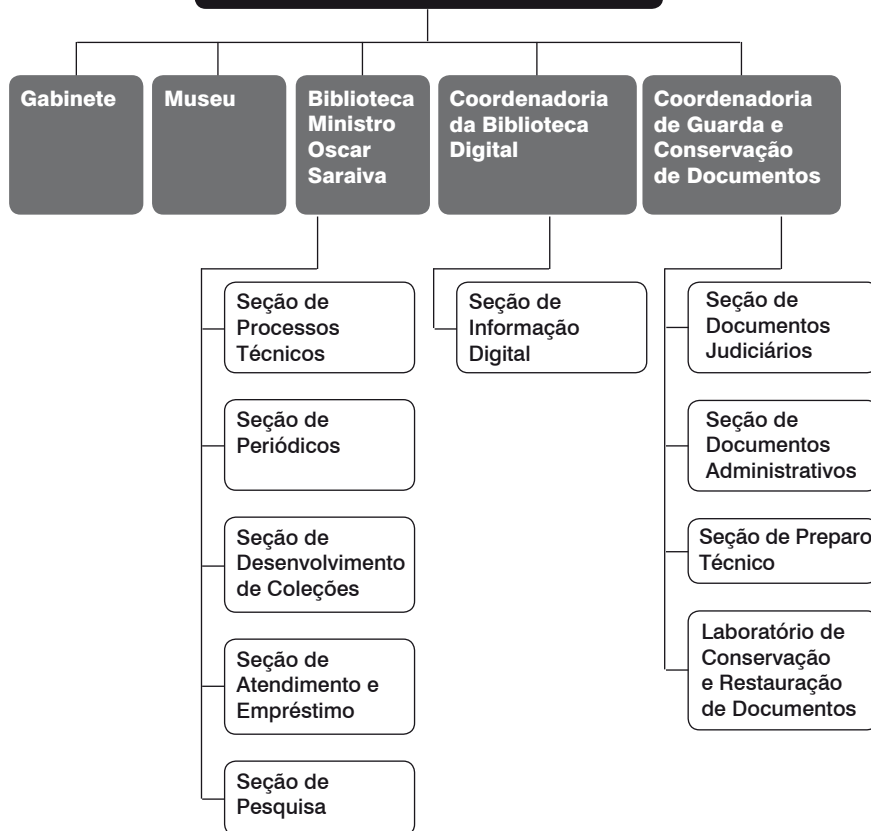 Gabinete
Museu
Biblioteca
Ministro
Oscar
Saraiva
Coordenadoria
da Biblioteca
Digital
Coordenadoria
de Guarda e
Conservação
de Documentos
Seção de
Processos
Técnicos
Seção de
Periódicos
Seção de
Desenvolvimento
de Coleções
Seção de
Atendimento e
Empréstimo
Seção de
Pesquisa
Seção de
Informação
Digital
Seção de
Documentos
Judiciários
Seção de
Documentos
Administrativos
Seção de Preparo
Técnico
Laboratório de
Conservação
e Restauração
de Documentos